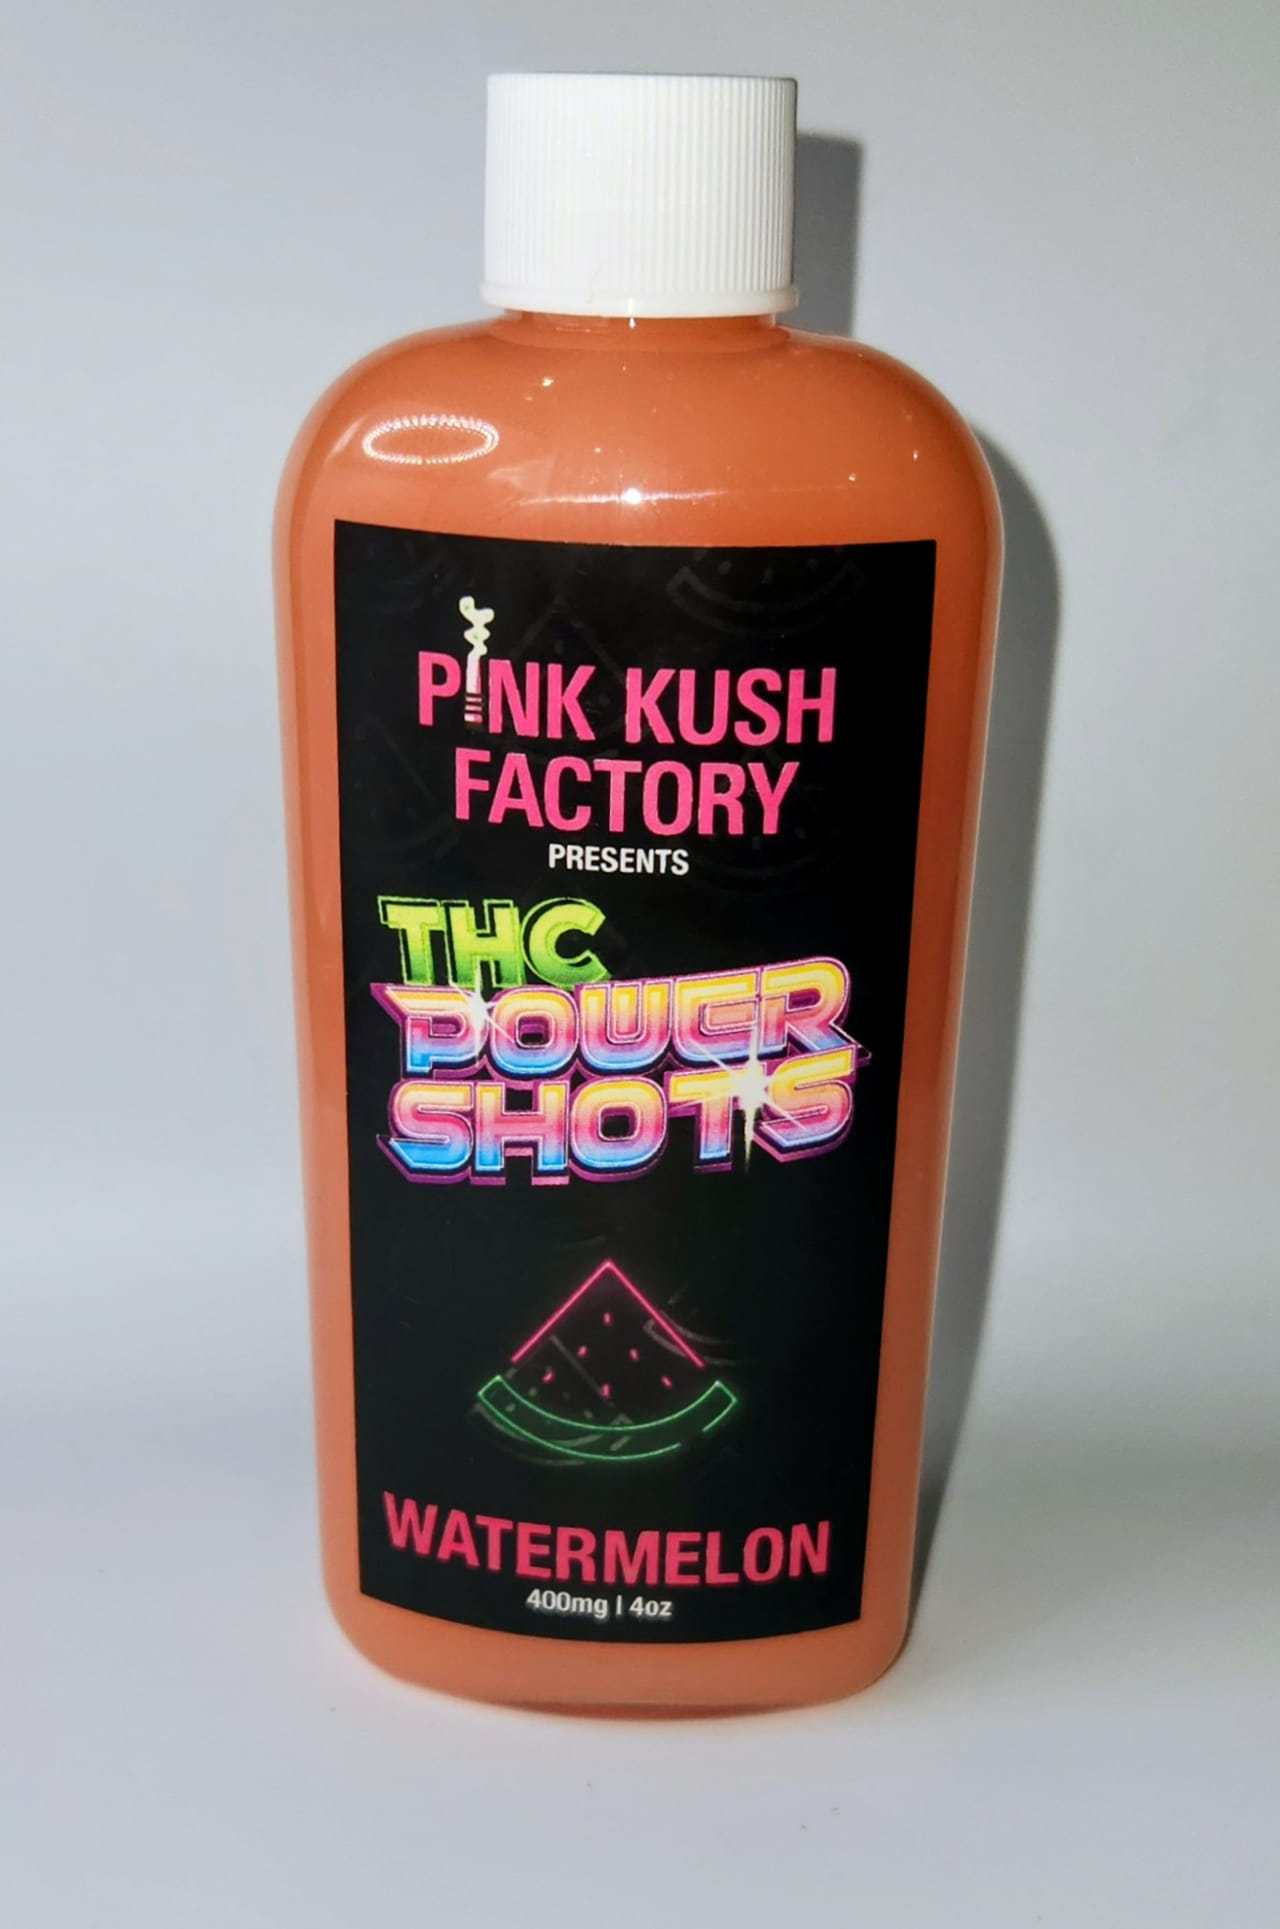 PINK KUSH
FACTORY
PRESENTS
THC
POWER
SHOTS
WATERMELON
400mg | 4oz